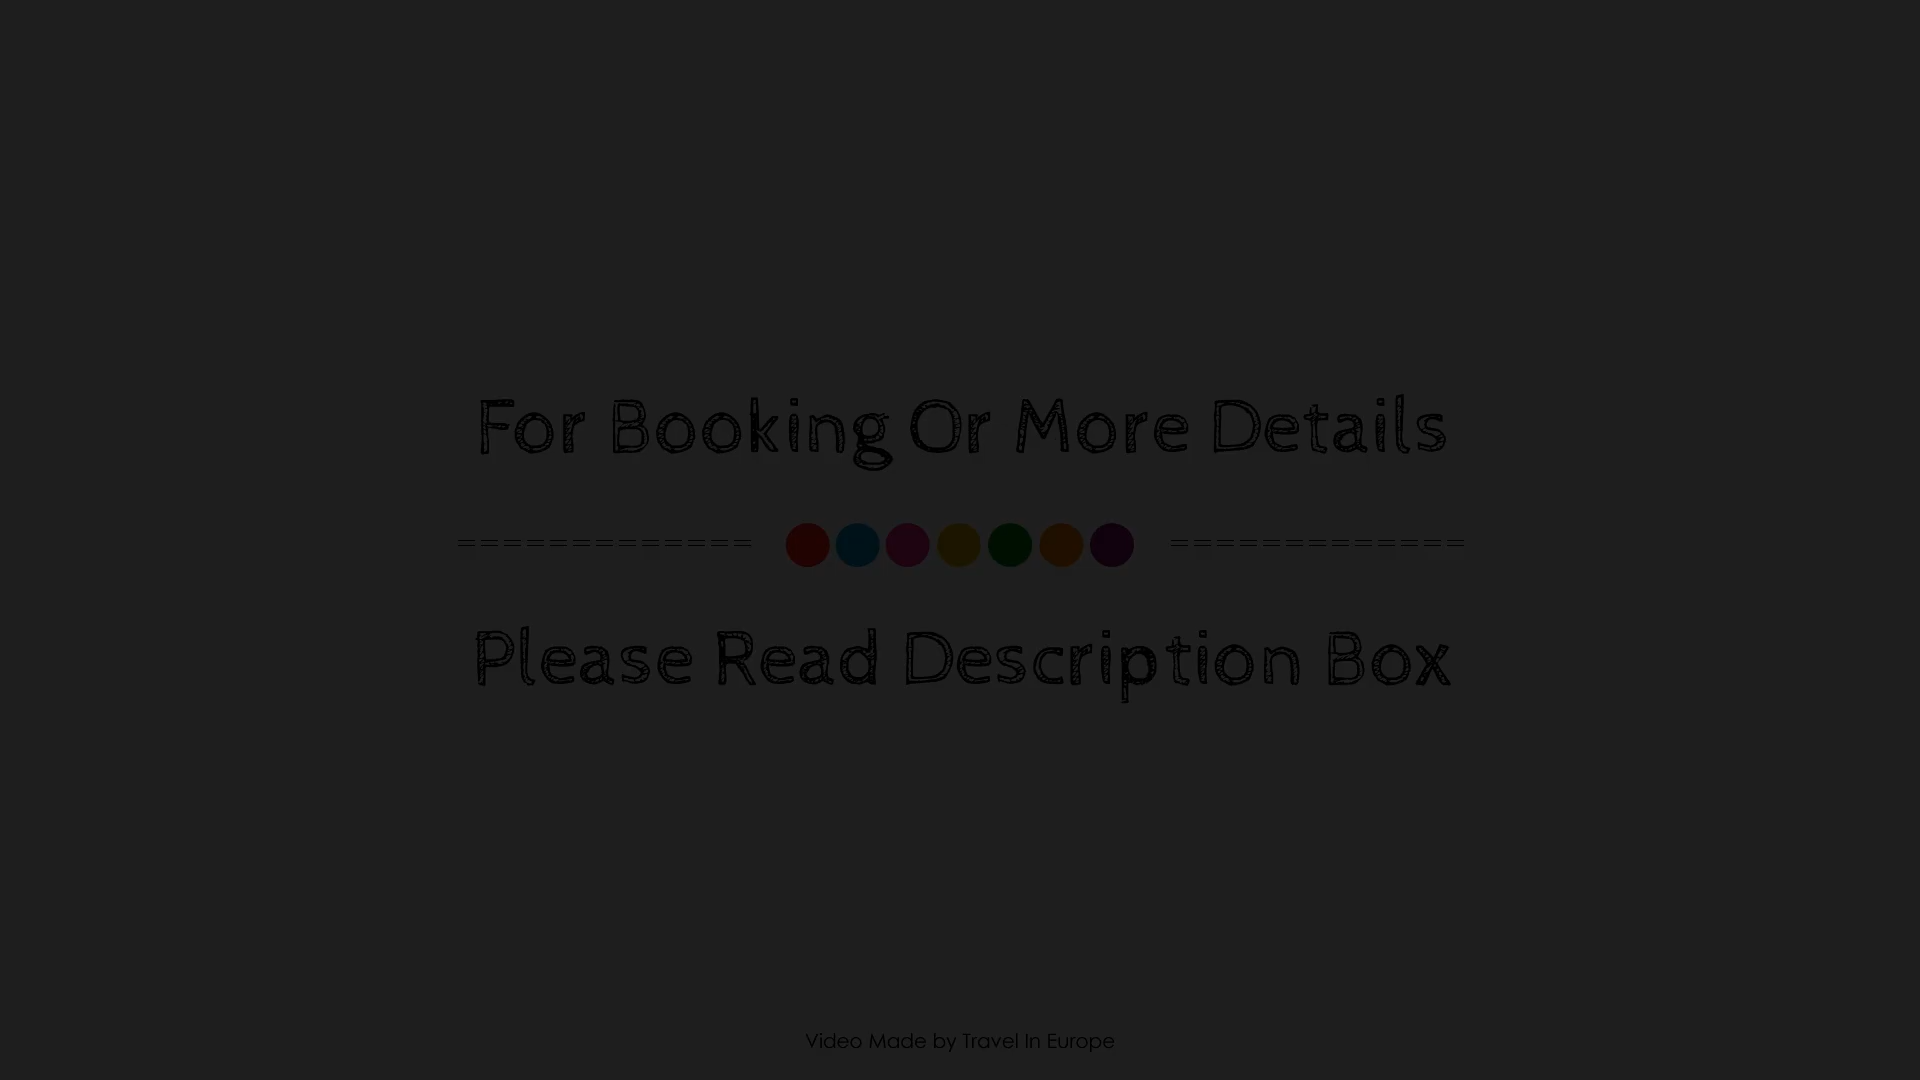 For Booking Or More Details
============= =============
Please Read Description Box
Video Made by Travel In Europe